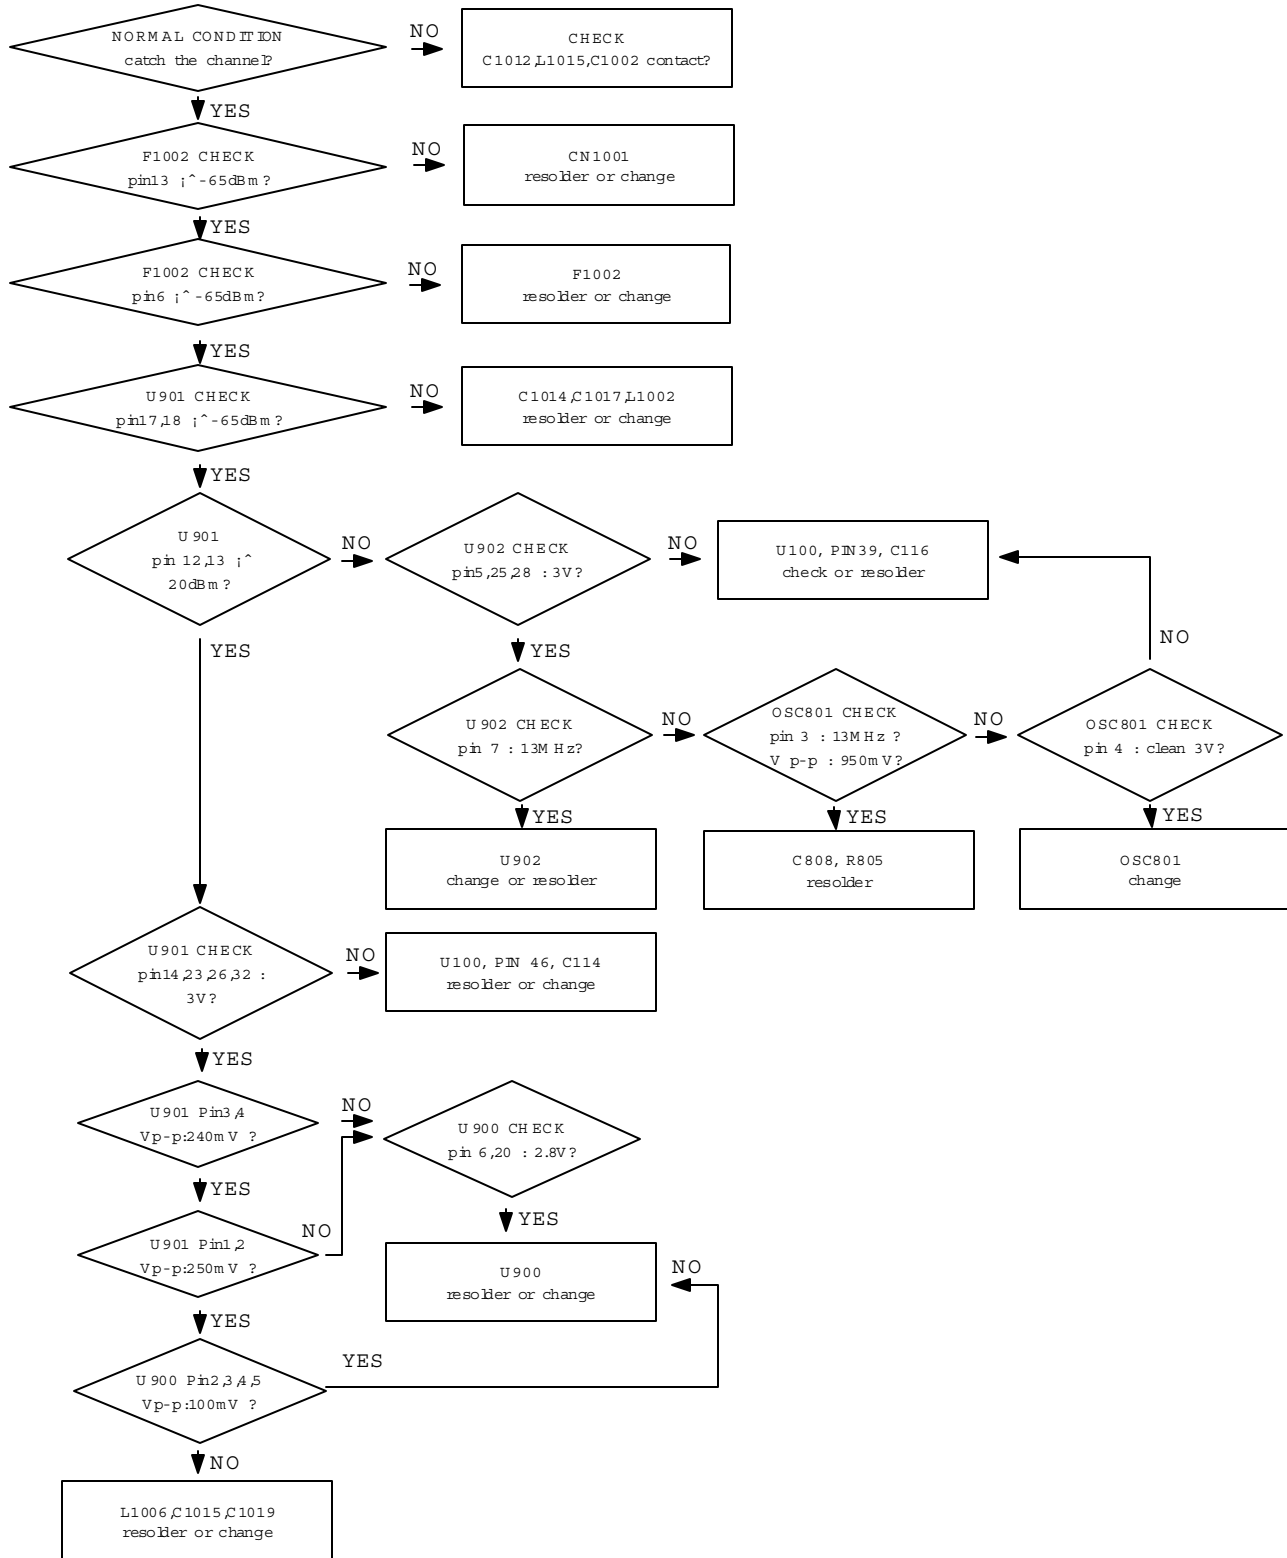 NORMAL CONDITION
catch the channel?
NO
CHECK
C1012,L1015,C1002 contact?
YES
F1002 CHECK
pin13 ¡ˆ-65dBm?
NO
CN1001
resolder or change
YES
F1002 CHECK
pin6 ¡ˆ-65dBm?
NO
F1002
resolder or change
YES
U901 CHECK
pin17,18 ¡ˆ-65dBm?
NO
C1014,C1017,L1002
resolder or change
YES
U901
pin 12,13 ¡ˆ
20dBm?
NO
U902 CHECK
pin5,25,28 : 3V?
NO
U100, PIN39, C116
check or resolder
NO
YES
YES
U902 CHECK
pin 7 : 13MHz?
NO
OSC801 CHECK
pin 3 : 13MHz ?
V p-p : 950mV?
NO
OSC801 CHECK
pin 4 : clean 3V?
YES
YES
YES
U902
change or resolder
C808, R805
resolder
OSC801
change
U901 CHECK
pin14,23,26,32 :
3V?
NO
U100, PIN 46, C114
resolder or change
YES
U901 Pin3,4
Vp-p:240mV ?
NO
U900 CHECK
pin 6,20 : 2.8V?
YES
YES
U901 Pin1,2
Vp-p:250mV ?
NO
U900
resolder or change
NO
YES
U900 Pin2,3,4,5
Vp-p:100mV ?
YES
NO
L1006,C1015,C1019
resolder or change